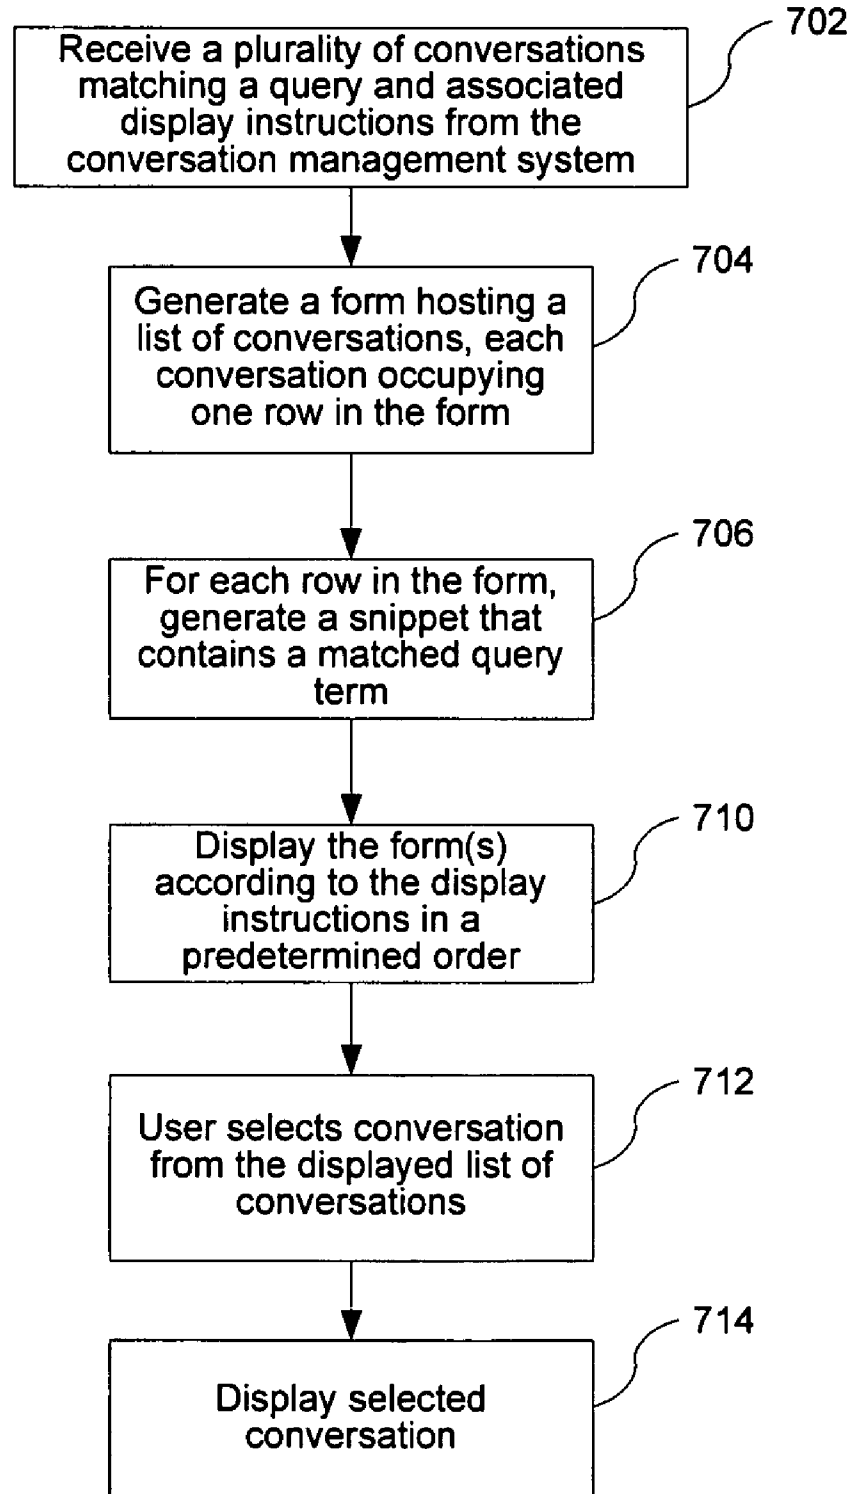 702
Receive a plurality of conversations
matching a query and associated
display instructions from the
conversation management system
704
Generate a form hosting a
list of conversations, each
conversation occupying
one row in the form
706
For each row in the form,
generate a snippet that
contains a matched query
term
710
Display the form(s)
according to the display
instructions in a
predetermined order
712
User selects conversation
from the displayed list of
conversations
714
Display selected
conversation